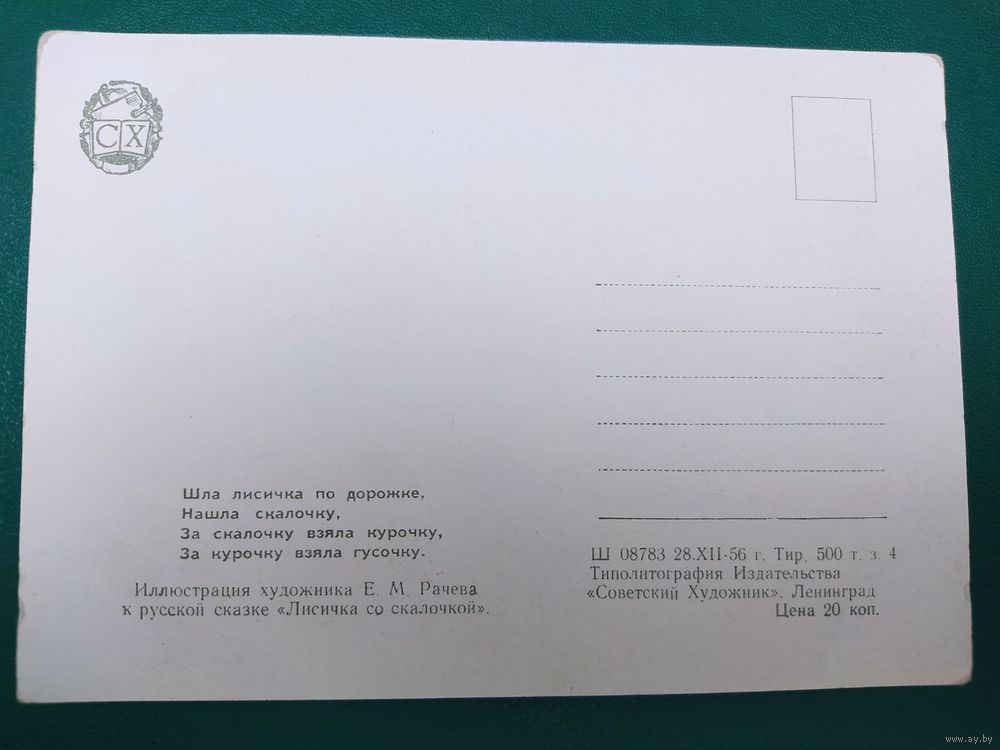 СХ
Шла лисичка по дорожке,
Нашла скалочку,
За скалочку взяла курочку,
За курочку взяла гусочку.
Иллюстрация художника Е. М. Рачева
к русской сказке «Лисичка со скалочкой».
Ш 08783 28.XII-56 г. Тир. 500 т. з. 4
Типолитография Издательства
«Советский Художник». Ленинград
Цена 20 коп.
www.ay.by